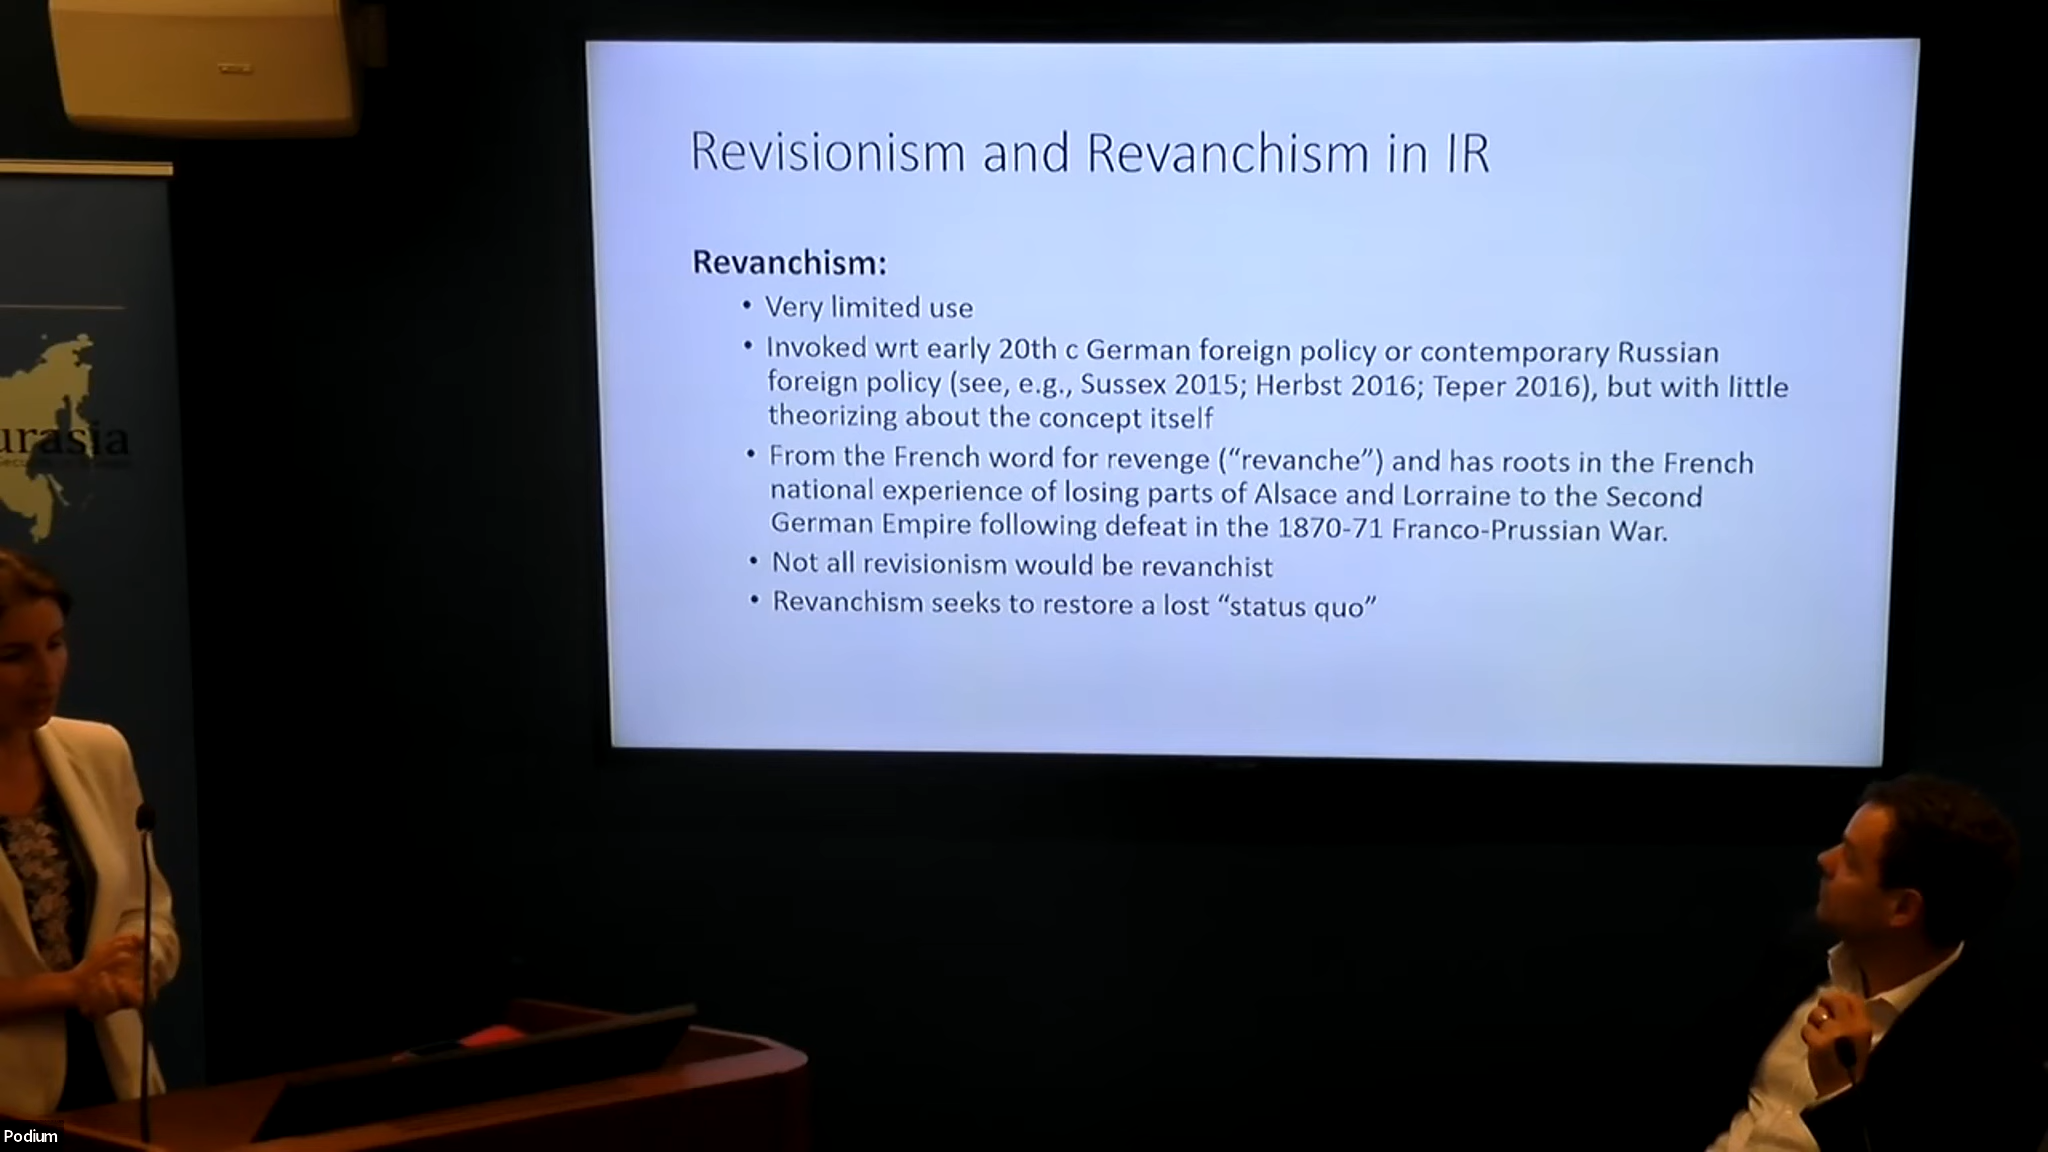 Revisionism and Revanchism in IR
Revanchism:
• Very limited use
• Invoked wrt early 20th c German foreign policy or contemporary Russian
foreign policy (see, e.g., Sussex 2015; Herbst 2016; Teper 2016), but with little
theorizing about the concept itself
• From the French word for revenge (“revanche”) and has roots in the French
national experience of losing parts of Alsace and Lorraine to the Second
German Empire following defeat in the 1870-71 Franco-Prussian War.
• Not all revisionism would be revanchist
• Revanchism seeks to restore a lost “status quo”
urasia
Podium